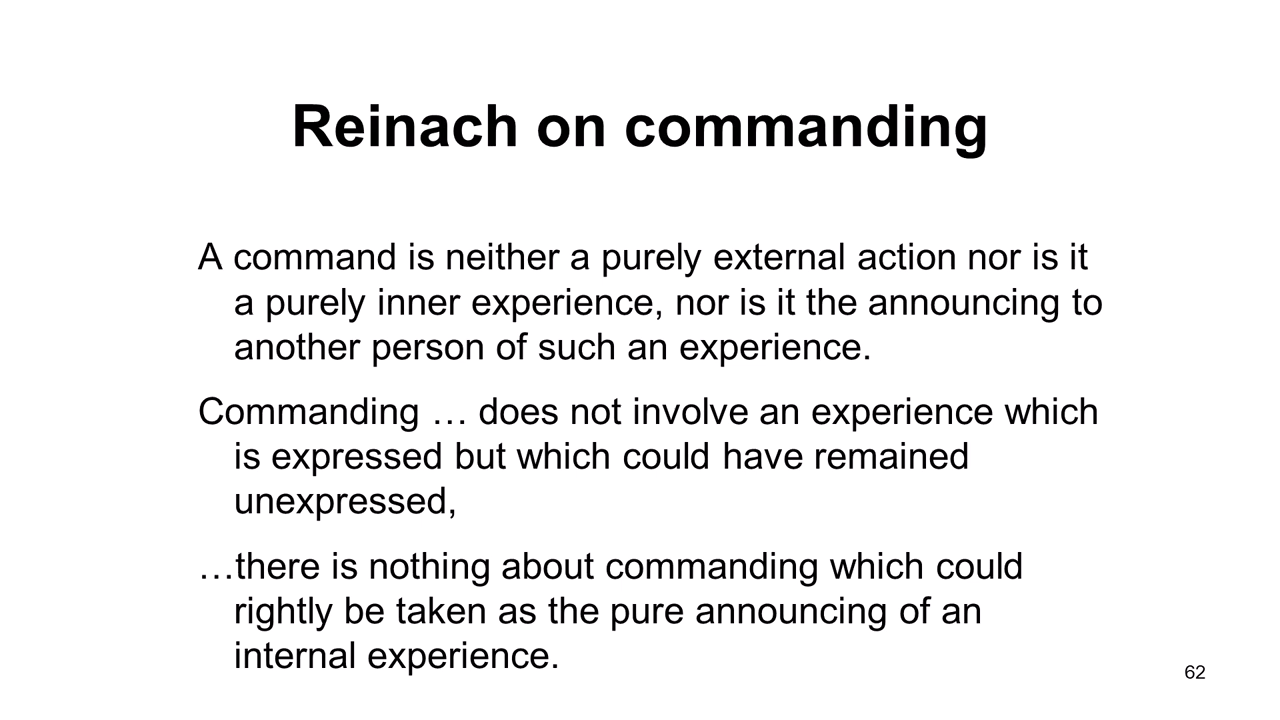 Reinach on commanding
A command is neither a purely external action nor is it
a purely inner experience, nor is it the announcing to
another person of such an experience.
Commanding … does not involve an experience which
is expressed but which could have remained
unexpressed,
…there is nothing about commanding which could
rightly be taken as the pure announcing of an
internal experience.
62